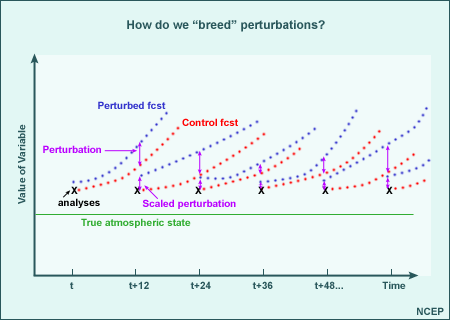 How do we “breed” perturbations?
Perturbed fcst
Control fcst
Perturbation
Scaled perturbation
X X X X X X
analyses
True atmospheric state
Value of Variable
t t+12 t+24 t+36 t+48... Time
NCEP